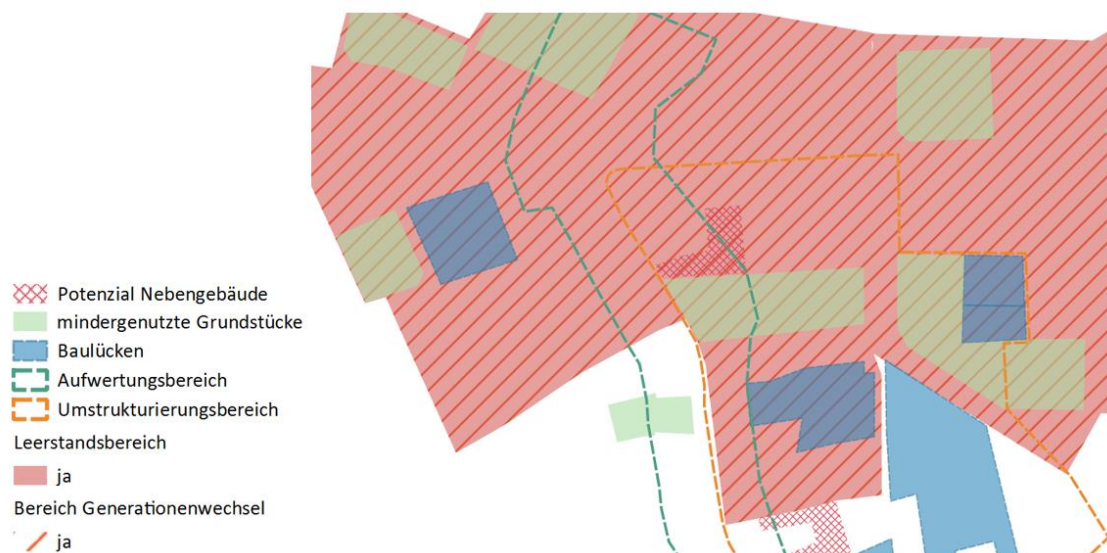 Potenzial Nebengebäude
mindergenutzte Grundstücke
Baulücken
Aufwertungsbereich
Umstrukturierungsbereich
Leerstandsbereich
ja
Bereich Generationenwechsel
ja